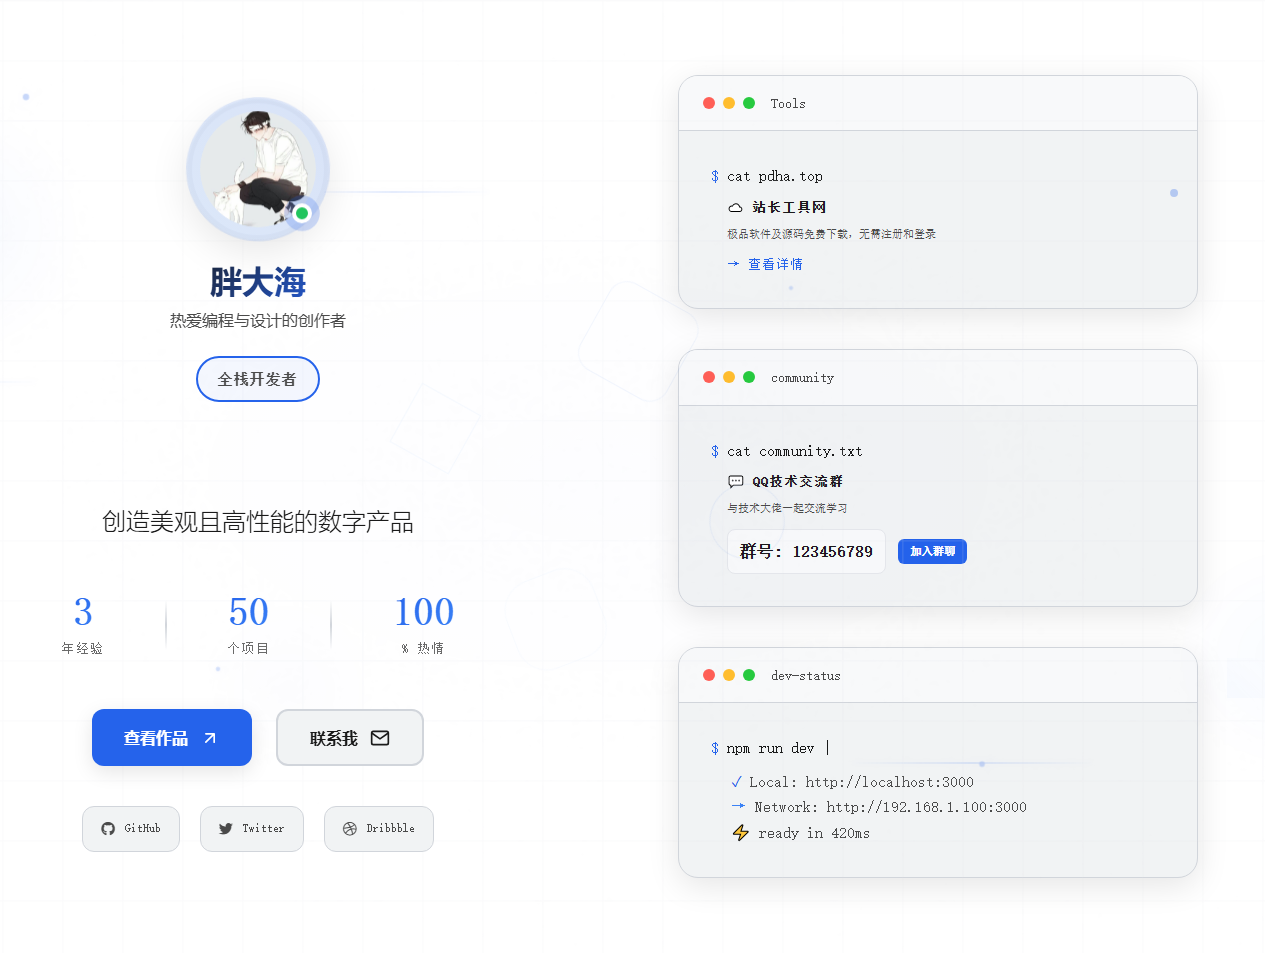 胖大海
热爱编程与设计的创作者
全栈开发者
创造美观且高性能的数字产品
3
年经验
50
个项目
100
% 热情
查看作品
联系我
GitHub
Twitter
Dribbble
Tools
$ cat pdha.top
站长工具网
极品软件及源码免费下载，无需注册和登录
→ 查看详情
community
$ cat community.txt
QQ技术交流群
与技术大佬一起交流学习
群号: 123456789
加入群聊
dev-status
$ npm run dev |
✓ Local: http://localhost:3000
→ Network: http://192.168.1.100:3000
⚡ ready in 420ms